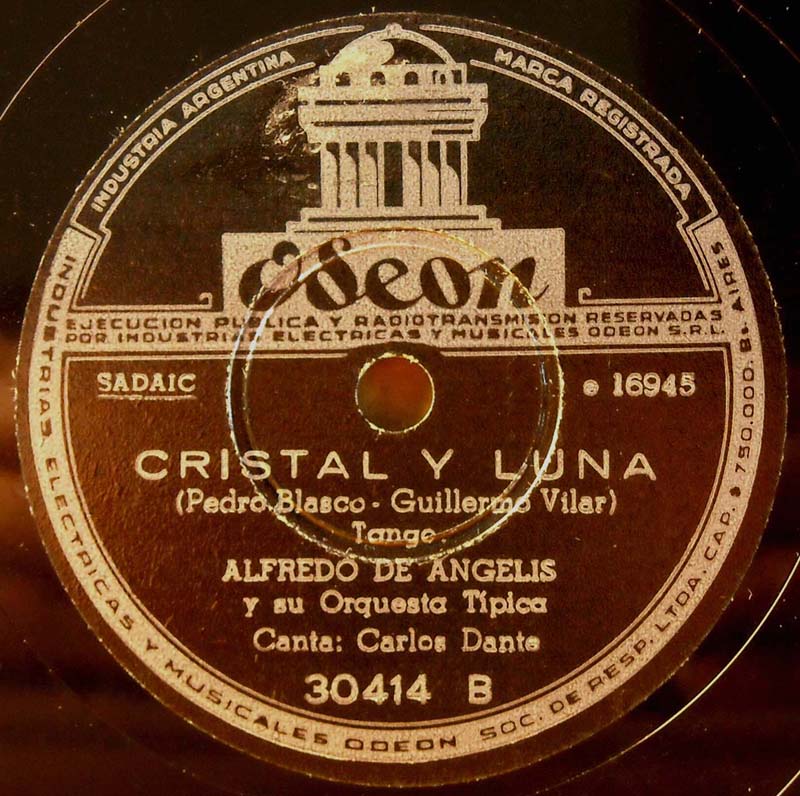 INDUSTRIA ARGENTINA
MARCA REGISTRADA
Odeon
EJECUCION PUBLICA Y RADIOTRANSMISION RESERVADAS
POR INDUSTRIAS ELECTRICAS Y MUSICALES ODEON S.R.L.
SADAIC
e 16945
CRISTAL Y LUNA
(Pedro Blasco - Guillermo Vilar)
Tango
ALFREDO DE ANGELIS
y su Orquesta Típica
Canta: Carlos Dante
30414 B
INDUSTRIAS ELECTRICAS Y MUSICALES ODEON SOC. DE RESP. LTDA. CAP. $ 750.000. Bˢ. AIRES